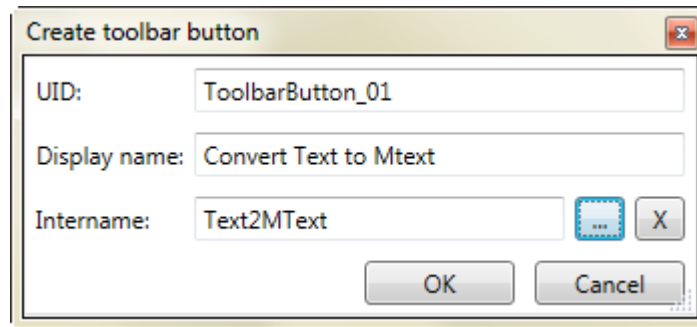 Create toolbar button
UID: ToolbarButton_01
Display name: Convert Text to Mtext
Intername: Text2MText ... X
OK Cancel